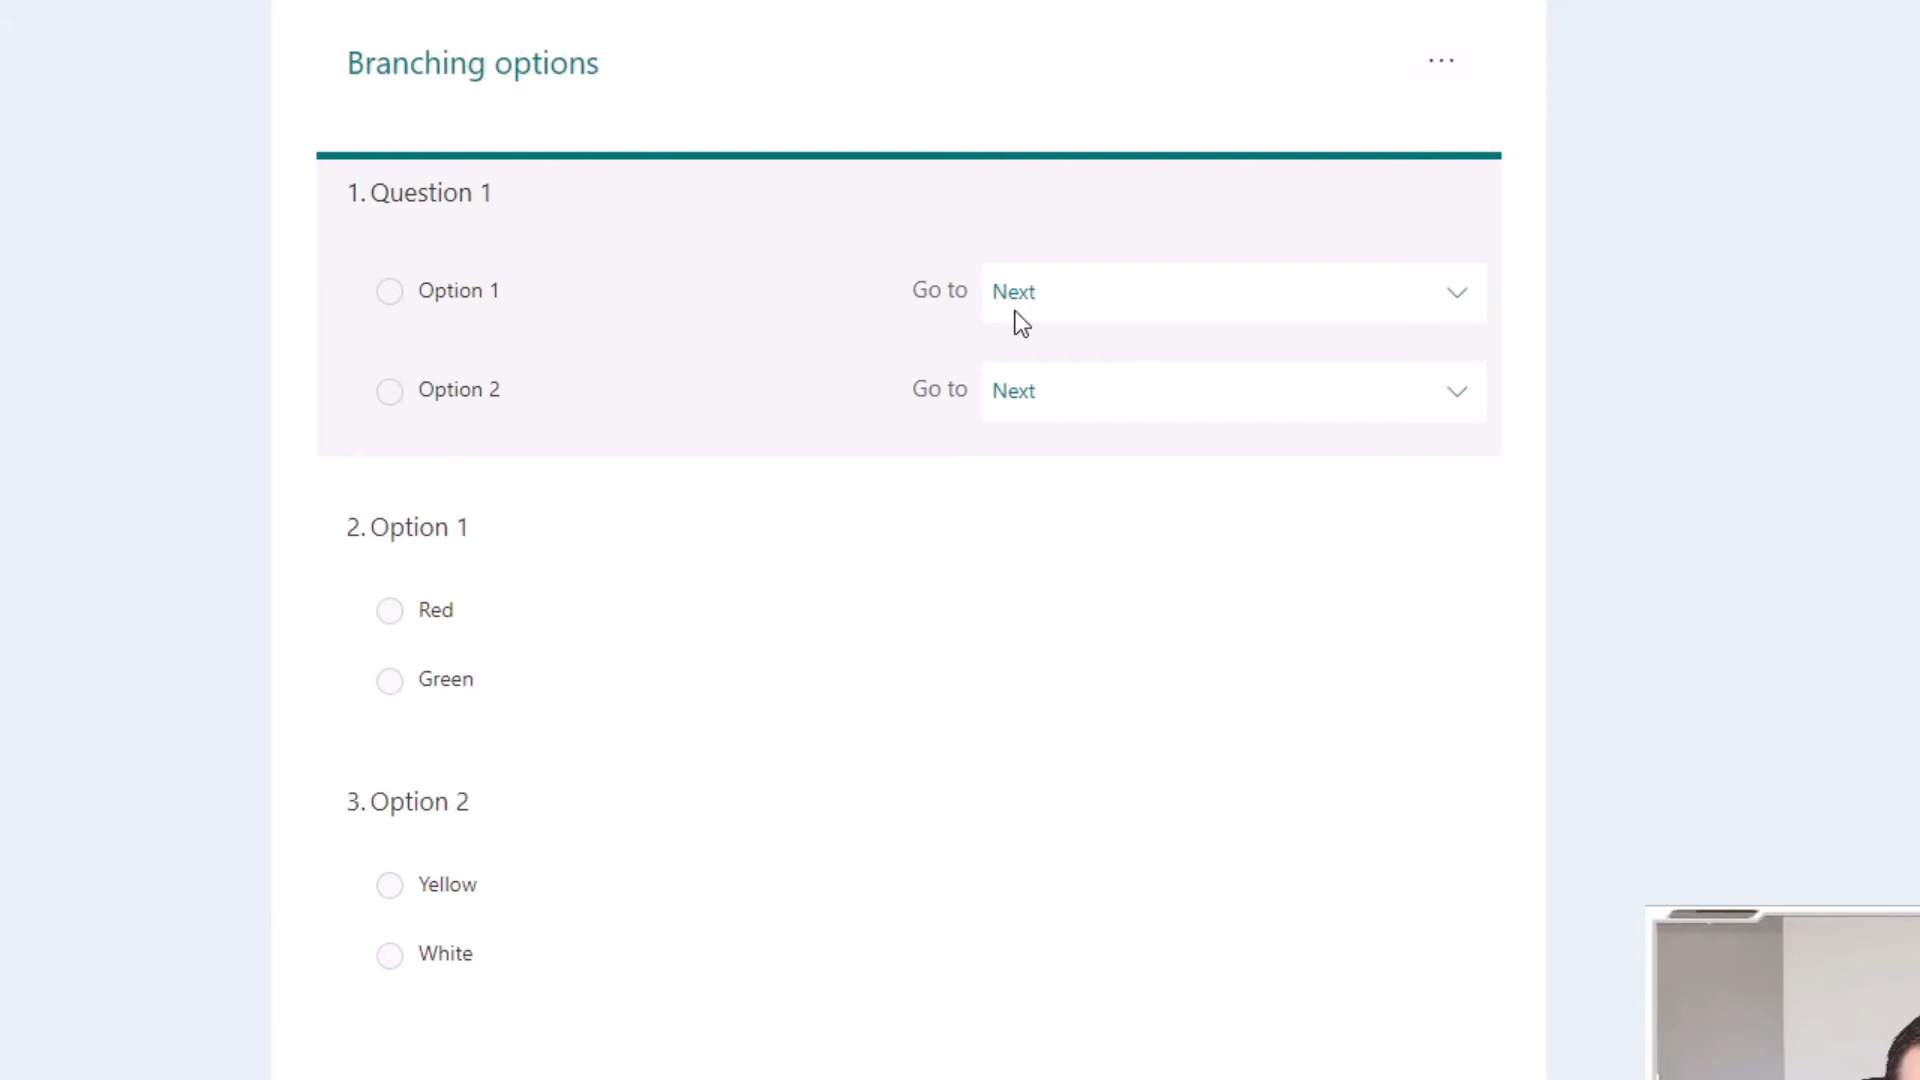 Branching options
1. Question 1
Option 1 Go to Next
Option 2 Go to Next
2. Option 1
Red
Green
3. Option 2
Yellow
White